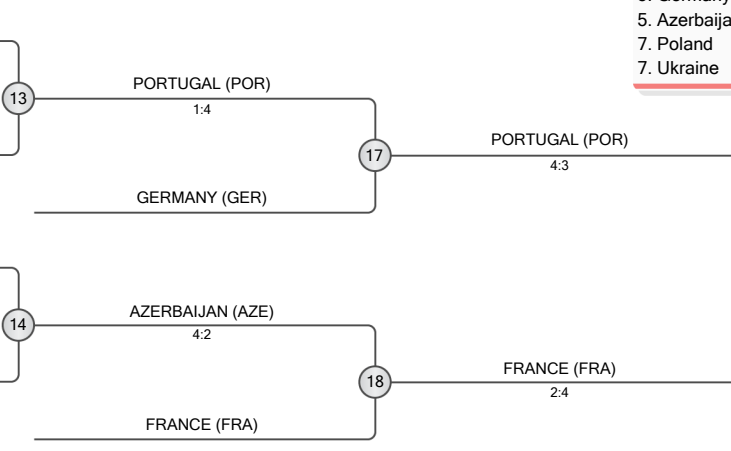 5. Azerbaija
7. Poland
7. Ukraine
13
PORTUGAL (POR)
1:4
17
PORTUGAL (POR)
4:3
GERMANY (GER)
14
AZERBAIJAN (AZE)
4:2
18
FRANCE (FRA)
2:4
FRANCE (FRA)